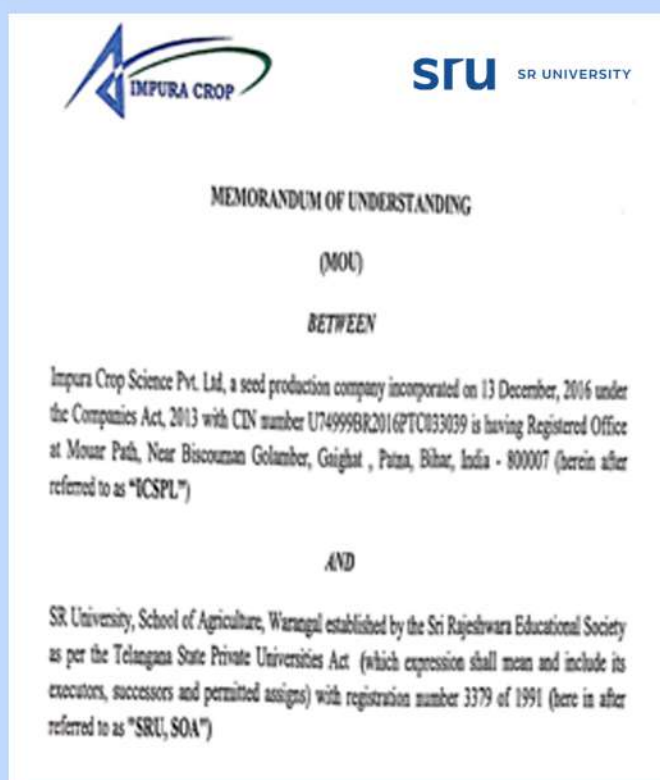 IMPURA CROP
sru SR UNIVERSITY
MEMORANDUM OF UNDERSTANDING
(MOU)
BETWEEN
Impura Crop Science Pvt. Ltd, a seed production company incorporated on 13 December, 2016 under
the Companies Act, 2013 with CIN number U74999BR2016PTC033039 is having Registered Office
at Mouar Path, Near Biscouman Golamber, Gaighat , Patna, Bihar, India - 800007 (herein after
referred to as “ICSPL”)
AND
SR University, School of Agriculture, Warangal established by the Sri Rajeshwara Educational Society
as per the Telangana State Private Universities Act (which expression shall mean and include its
executors, successors and permitted assigns) with registration number 3379 of 1991 (here in after
referred to as "SRU, SOA")